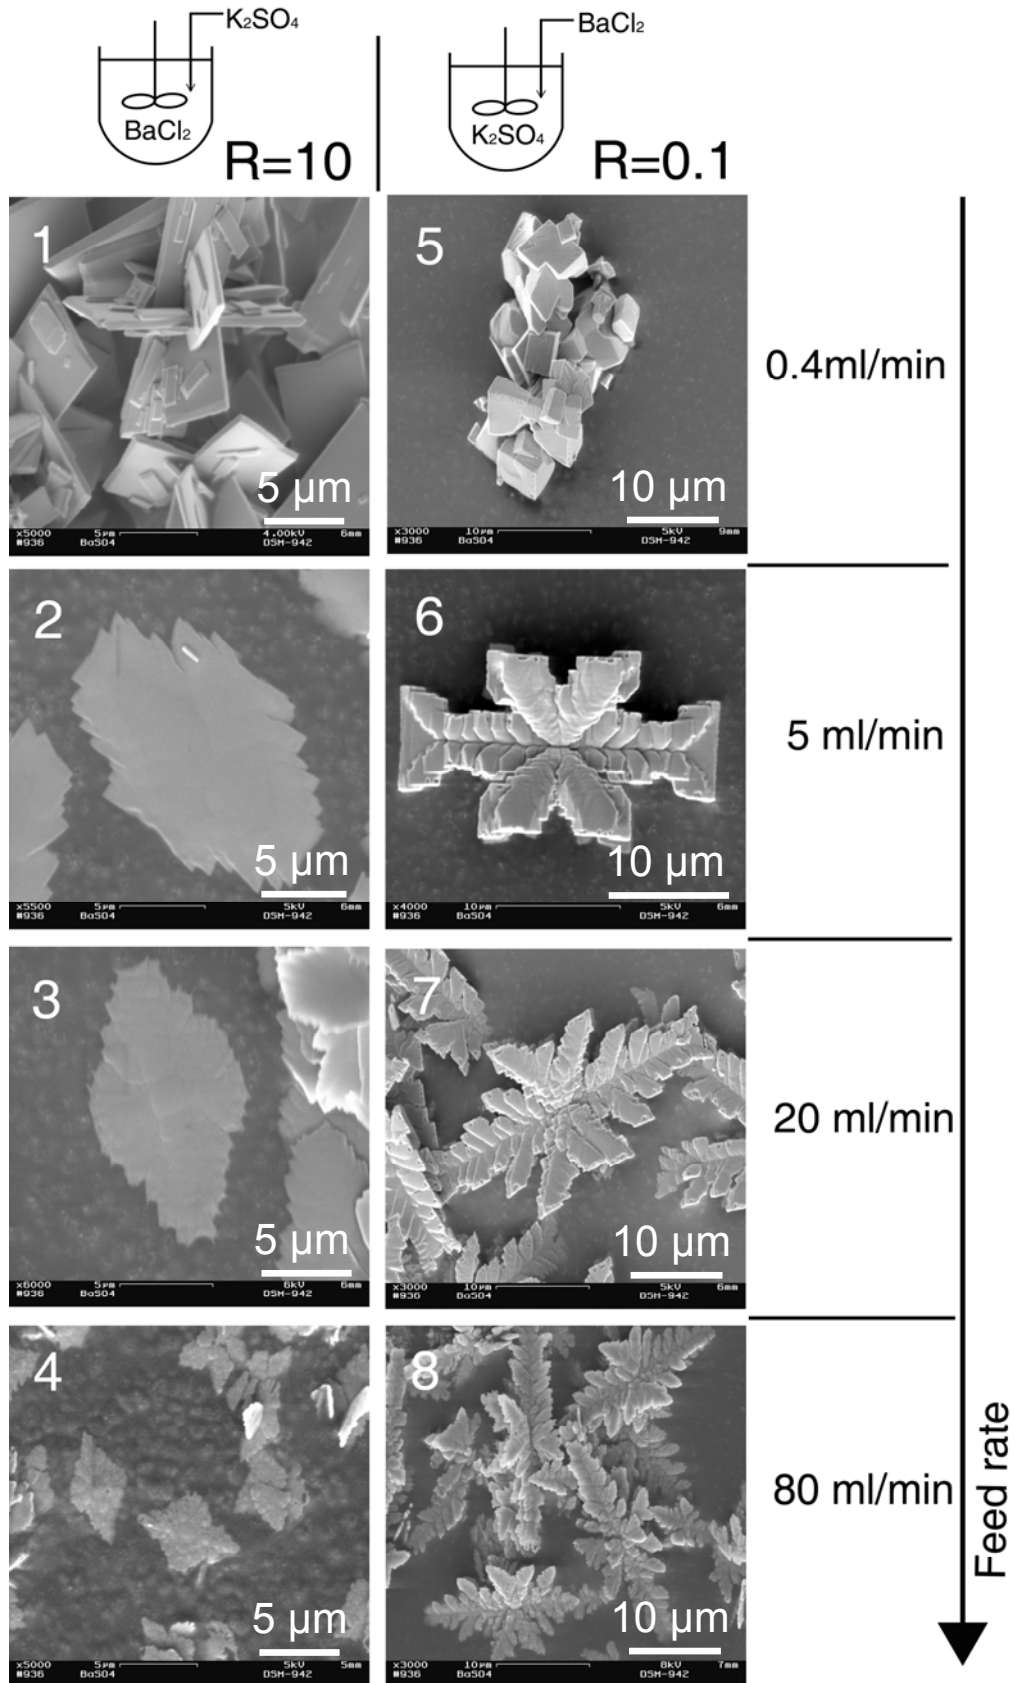 K₂SO₄
BaCl₂
R=10
BaCl₂
K₂SO₄
R=0.1
1
5 μm
x5000 5μm 4.00kV 6mm
#936 BaSO4 DSM-942
5
10 μm
x3000 10μm 5kV 9mm
#936 BaSO4 DSM-942
0.4ml/min
2
5 μm
x5500 5μm 5kV 6mm
#936 BaSO4 DSM-942
6
10 μm
x4000 10μm 5kV 6mm
#936 BaSO4 DSM-942
5 ml/min
3
5 μm
x6000 5μm 6kV 6mm
#936 BaSO4 DSM-942
7
10 μm
x3000 10μm 5kV 7mm
#936 BaSO4 DSM-942
20 ml/min
4
5 μm
x5000 5μm 5kV 5mm
#936 BaSO4 DSM-942
8
10 μm
x3000 10μm 8kV 7mm
#936 BaSO4 DSM-942
80 ml/min
Feed rate